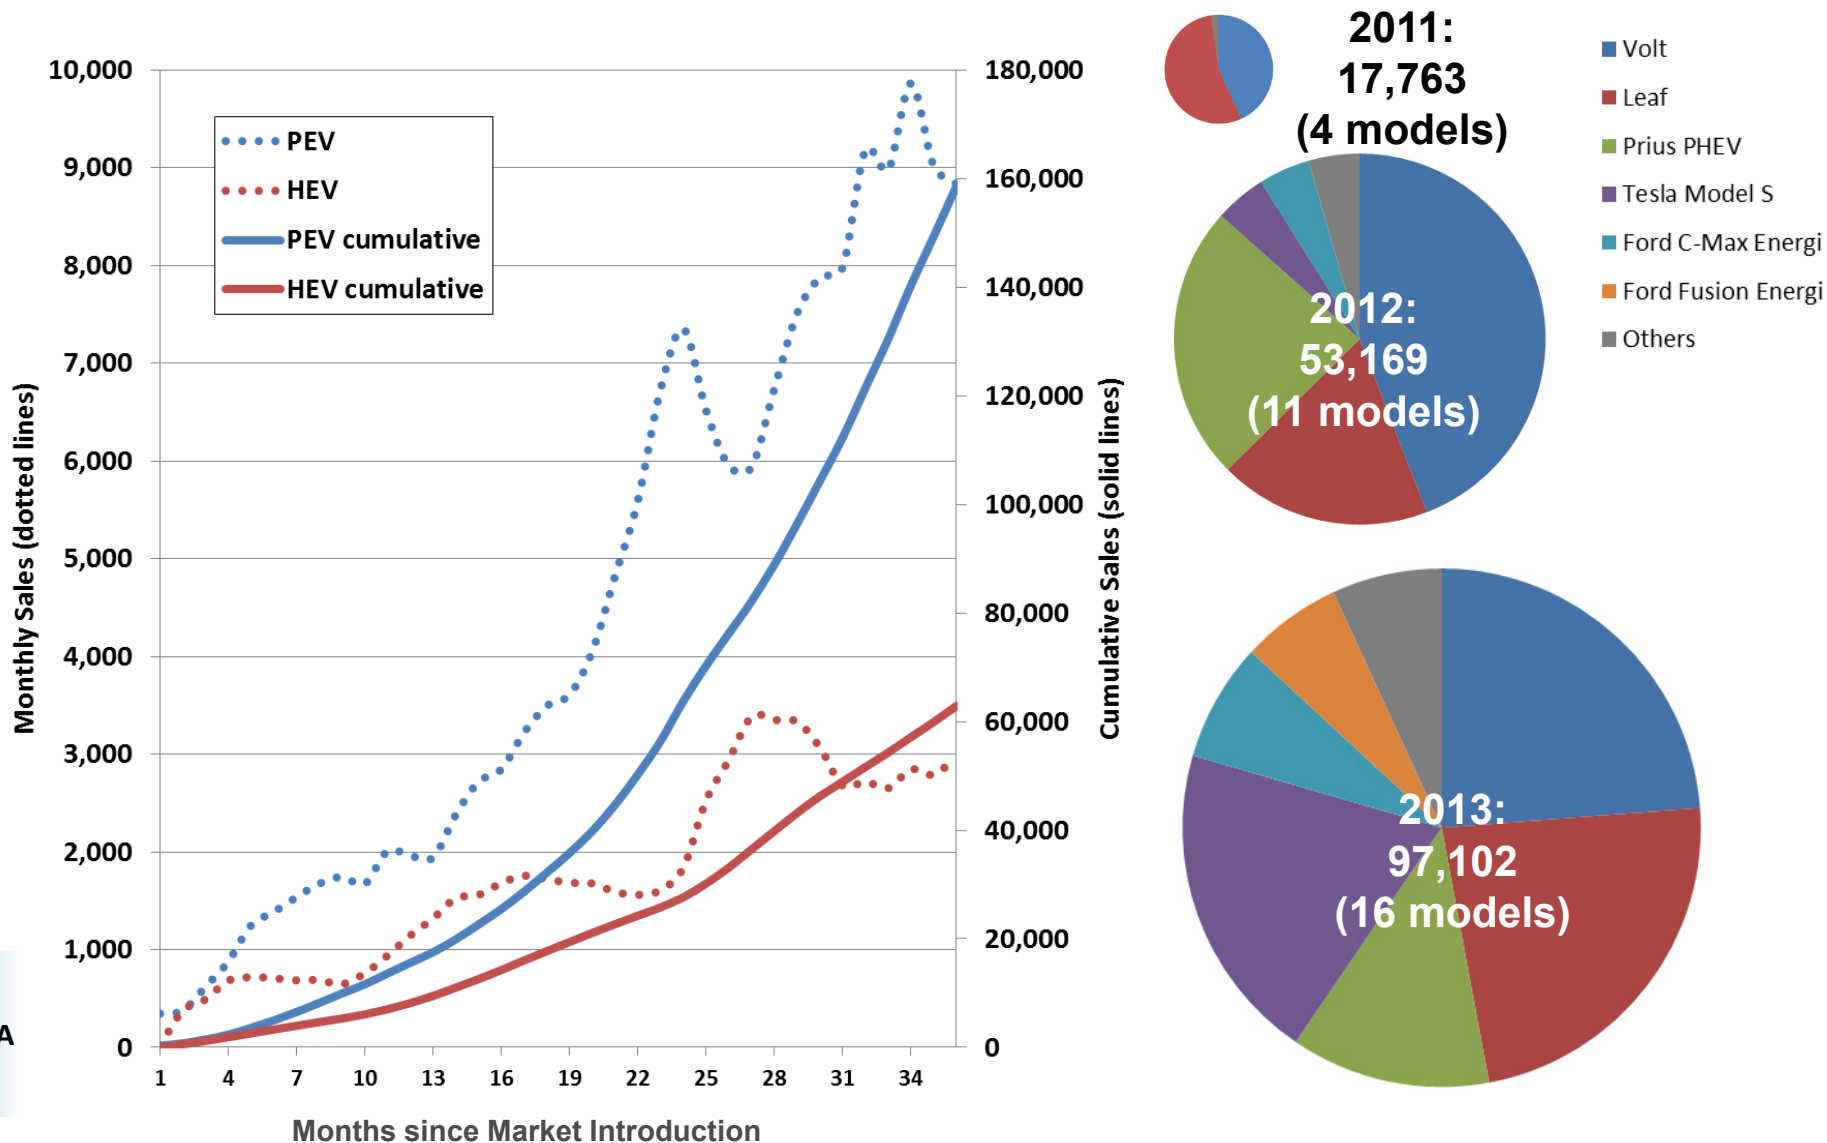 10,000
9,000
8,000
7,000
6,000
5,000
4,000
3,000
2,000
1,000
0
Monthly Sales (dotted lines)
PEV
HEV
PEV cumulative
HEV cumulative
180,000
160,000
140,000
120,000
100,000
80,000
60,000
40,000
20,000
0
Cumulative Sales (solid lines)
1 4 7 10 13 16 19 22 25 28 31 34
Months since Market Introduction
A
2011:
17,763
(4 models)
2012:
53,169
(11 models)
2013:
97,102
(16 models)
Volt
Leaf
Prius PHEV
Tesla Model S
Ford C-Max Energi
Ford Fusion Energi
Others